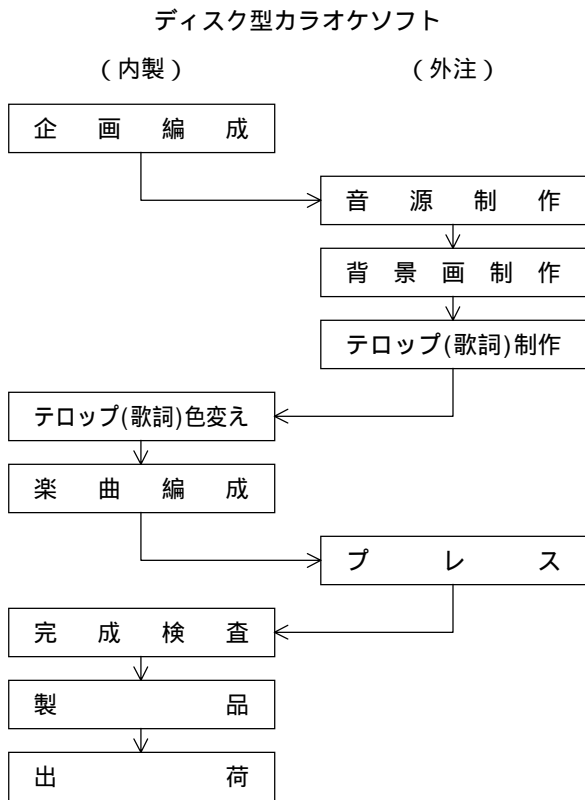 ディスク型カラオケソフト
(内製) (外注)
企画編成
音源制作
背景画制作
テロップ(歌詞)制作
テロップ(歌詞)色変え
楽曲編成
プレス
完成検査
製品
出荷